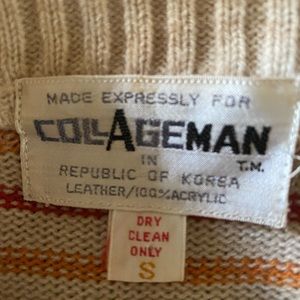 MADE EXPRESSLY FOR
COLLAGEMAN
T.M.
IN
REPUBLIC OF KOREA
LEATHER/100%ACRYLIC
DRY
CLEAN
ONLY
S